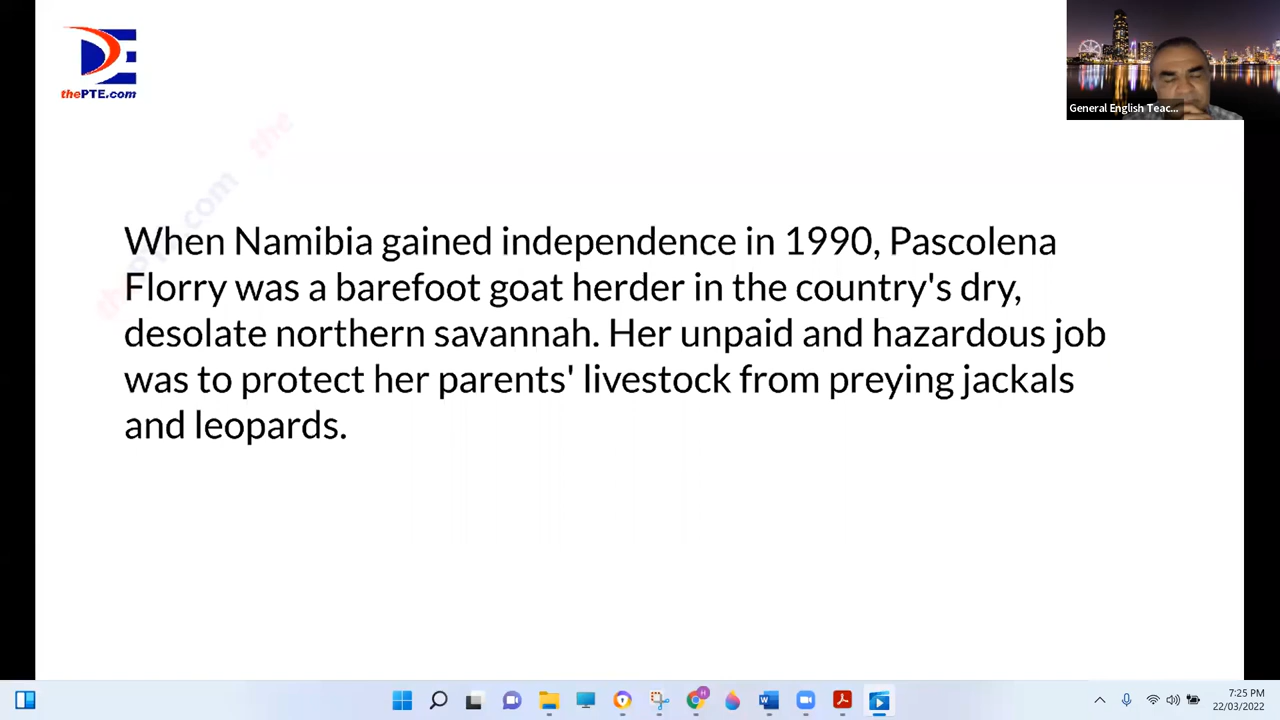 thePTE.com
General English Teac...
the
com
When Namibia gained independence in 1990, Pascolena
Florry was a barefoot goat herder in the country's dry,
desolate northern savannah. Her unpaid and hazardous job
was to protect her parents' livestock from preying jackals
and leopards.
7:25 PM
22/03/2022